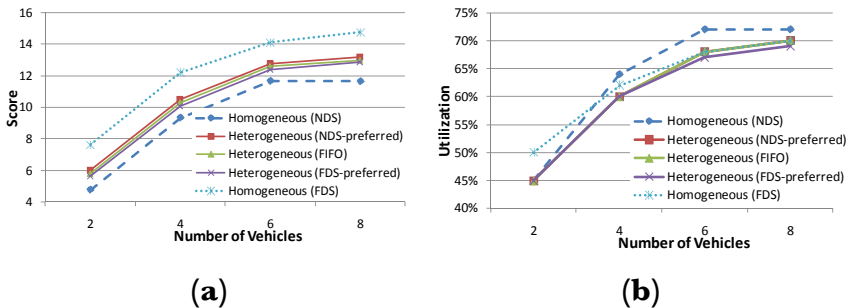 16
14
12
10
8
6
4
Score
2 4 6 8
Number of Vehicles
Homogeneous (NDS)
Heterogeneous (NDS-preferred)
Heterogeneous (FIFO)
Heterogeneous (FDS-preferred)
Homogeneous (FDS)
(a)
75%
70%
65%
60%
55%
50%
45%
40%
Utilization
2 4 6 8
Number of Vehicles
Homogeneous (NDS)
Heterogeneous (NDS-preferred)
Heterogeneous (FIFO)
Heterogeneous (FDS-preferred)
Homogeneous (FDS)
(b)